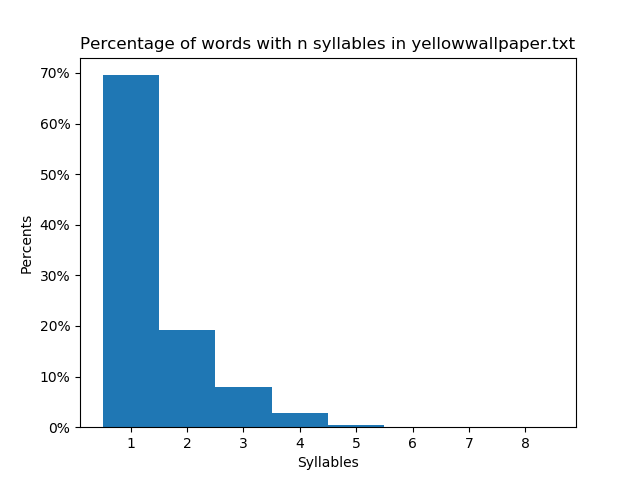 Percentage of words with n syllables in yellowwallpaper.txt
70%
60%
50%
40%
30%
20%
10%
0%
Percents
1 2 3 4 5 6 7 8
Syllables